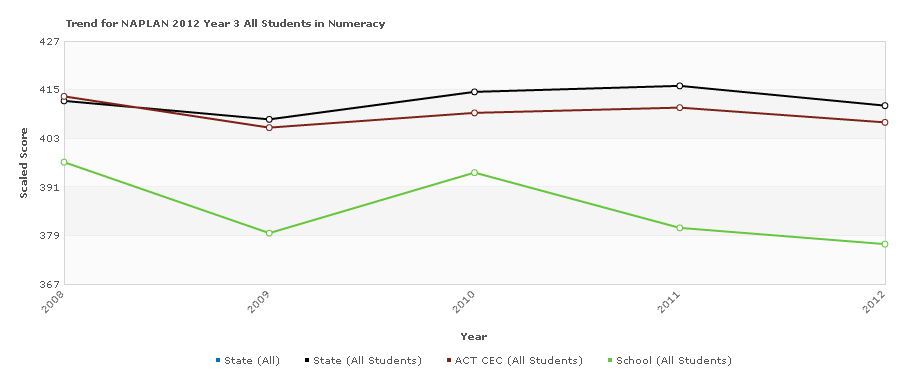 Trend for NAPLAN 2012 Year 3 All Students in Numeracy
427
415
403
391
379
367
Scaled Score
2008
2009
2010
2011
2012
Year
State (All)
State (All Students)
ACT CEC (All Students)
School (All Students)